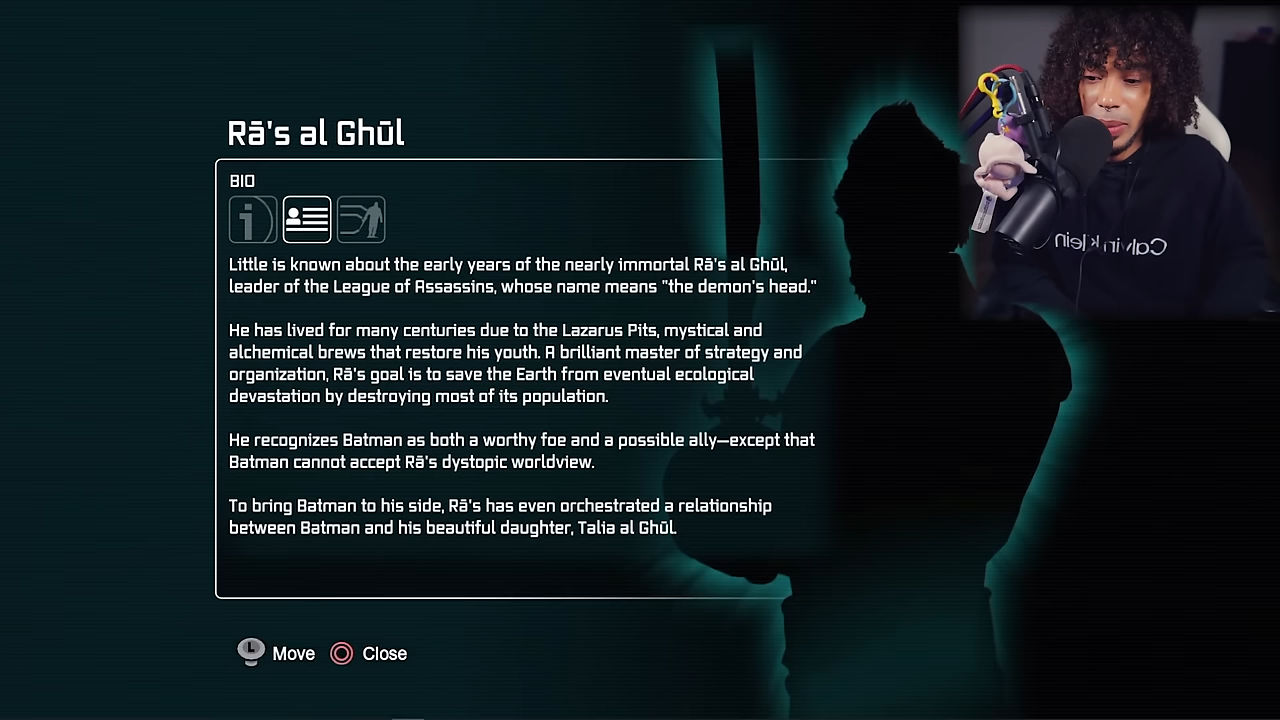 Rā's al Ghūl
BIO
Little is known about the early years of the nearly immortal Rā's al Ghūl,
leader of the League of Assassins, whose name means "the demon's head."
He has lived for many centuries due to the Lazarus Pits, mystical and
alchemical brews that restore his youth. A brilliant master of strategy and
organization, Rā's goal is to save the Earth from eventual ecological
devastation by destroying most of its population.
He recognizes Batman as both a worthy foe and a possible ally—except that
Batman cannot accept Rā's dystopic worldview.
To bring Batman to his side, Rā's has even orchestrated a relationship
between Batman and his beautiful daughter, Talia al Ghūl.
L Move Close
Calvin Klein